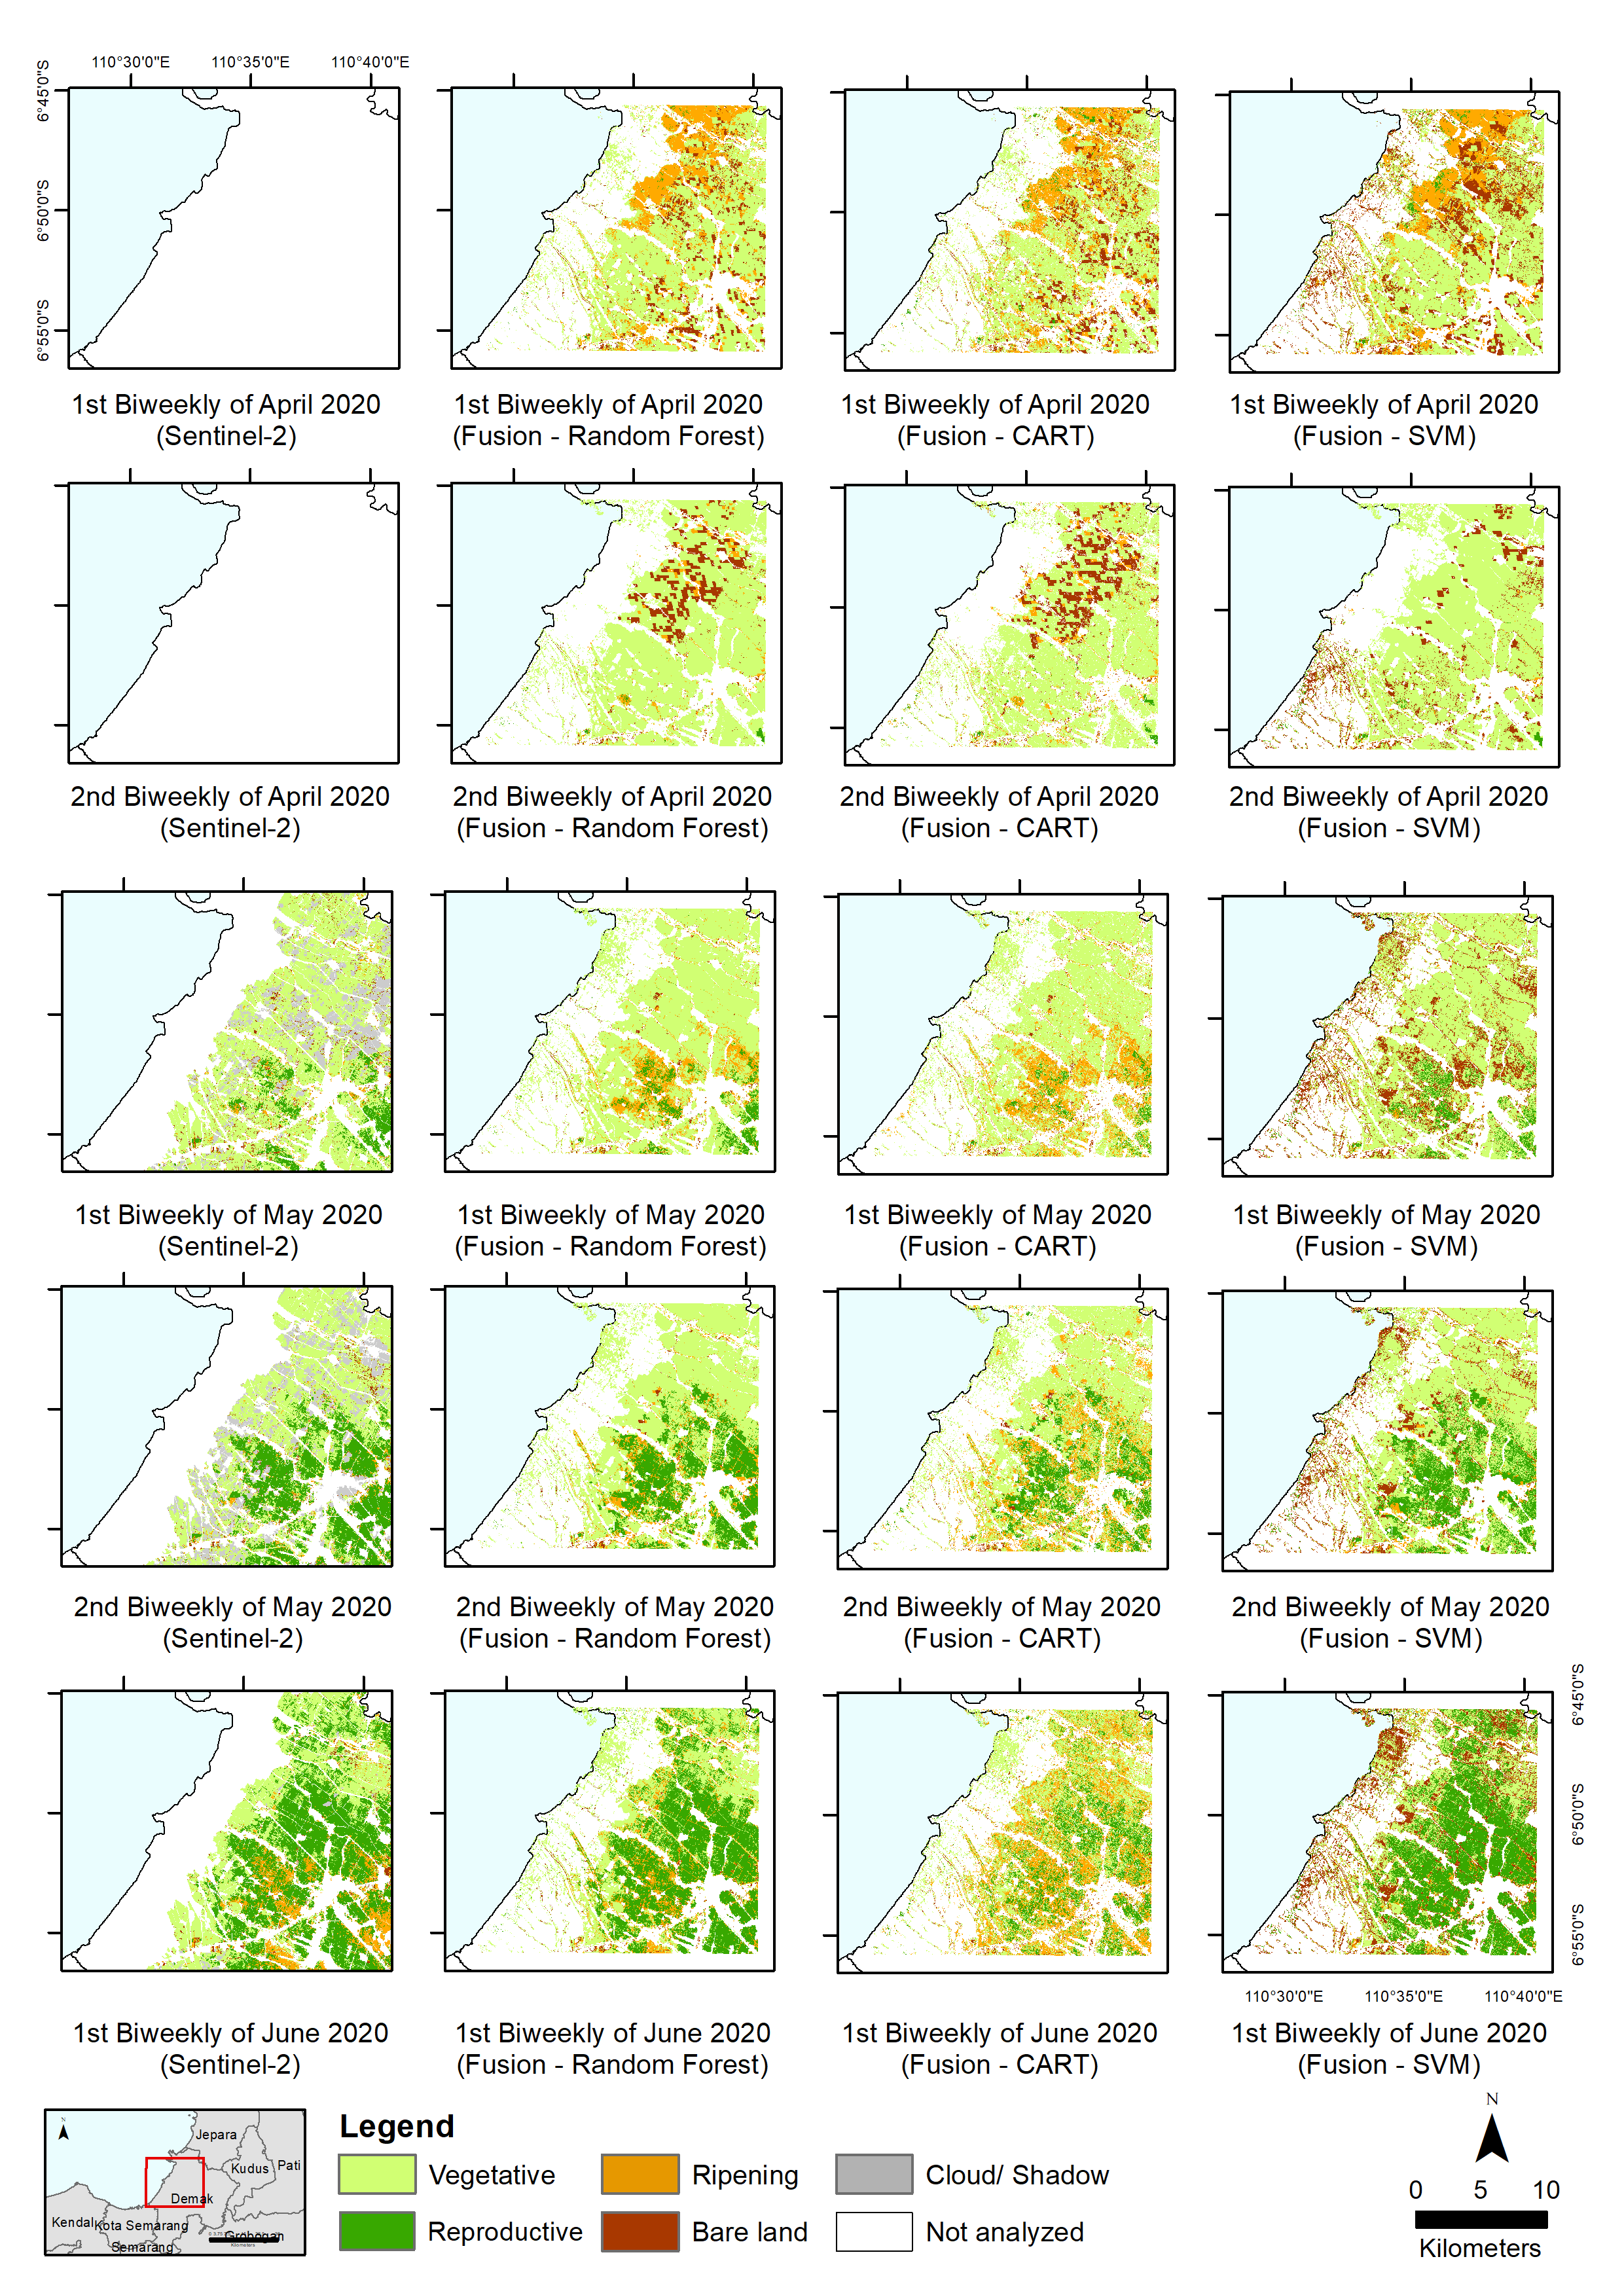 110°30'0"E 110°35'0"E 110°40'0"E
6°45'0"S
6°50'0"S
6°55'0"S
1st Biweekly of April 2020
(Sentinel-2)
1st Biweekly of April 2020
(Fusion - Random Forest)
1st Biweekly of April 2020
(Fusion - CART)
1st Biweekly of April 2020
(Fusion - SVM)
2nd Biweekly of April 2020
(Sentinel-2)
2nd Biweekly of April 2020
(Fusion - Random Forest)
2nd Biweekly of April 2020
(Fusion - CART)
2nd Biweekly of April 2020
(Fusion - SVM)
1st Biweekly of May 2020
(Sentinel-2)
1st Biweekly of May 2020
(Fusion - Random Forest)
1st Biweekly of May 2020
(Fusion - CART)
1st Biweekly of May 2020
(Fusion - SVM)
2nd Biweekly of May 2020
(Sentinel-2)
2nd Biweekly of May 2020
(Fusion - Random Forest)
2nd Biweekly of May 2020
(Fusion - CART)
2nd Biweekly of May 2020
(Fusion - SVM)
6°45'0"S
6°50'0"S
6°55'0"S
110°30'0"E 110°35'0"E 110°40'0"E
1st Biweekly of June 2020
(Sentinel-2)
1st Biweekly of June 2020
(Fusion - Random Forest)
1st Biweekly of June 2020
(Fusion - CART)
1st Biweekly of June 2020
(Fusion - SVM)
N
Jepara
Kudus
Pati
Demak
Kendal
Kota Semarang
Grobogan
Semarang
Kilometers
Legend
Vegetative
Ripening
Cloud/ Shadow
Reproductive
Bare land
Not analyzed
N
0 5 10
Kilometers